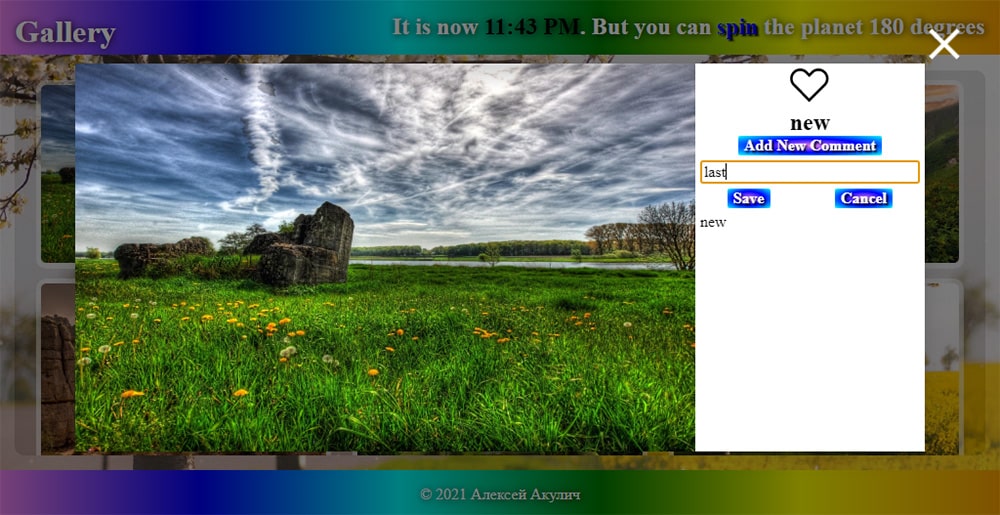 Gallery
It is now 11:43 PM. But you can spin the planet 180 degrees
new
Add New Comment
last
Save Cancel
new
© 2021 Алексей Акулич